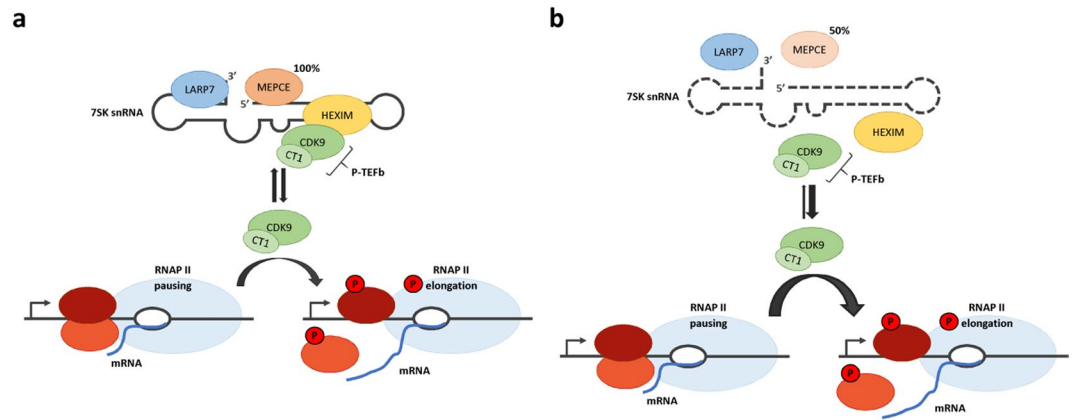 a
100%
LARP7
3'
MEPCE
5'
7SK snRNA
HEXIM
CDK9
CT1
P-TEFb
CDK9
CT1
RNAP II
pausing
mRNA
P
P
RNAP II
elongation
P
mRNA
b
50%
LARP7
MEPCE
3'
5'
7SK snRNA
HEXIM
CDK9
CT1
P-TEFb
CDK9
CT1
RNAP II
pausing
mRNA
P
P
RNAP II
elongation
P
mRNA